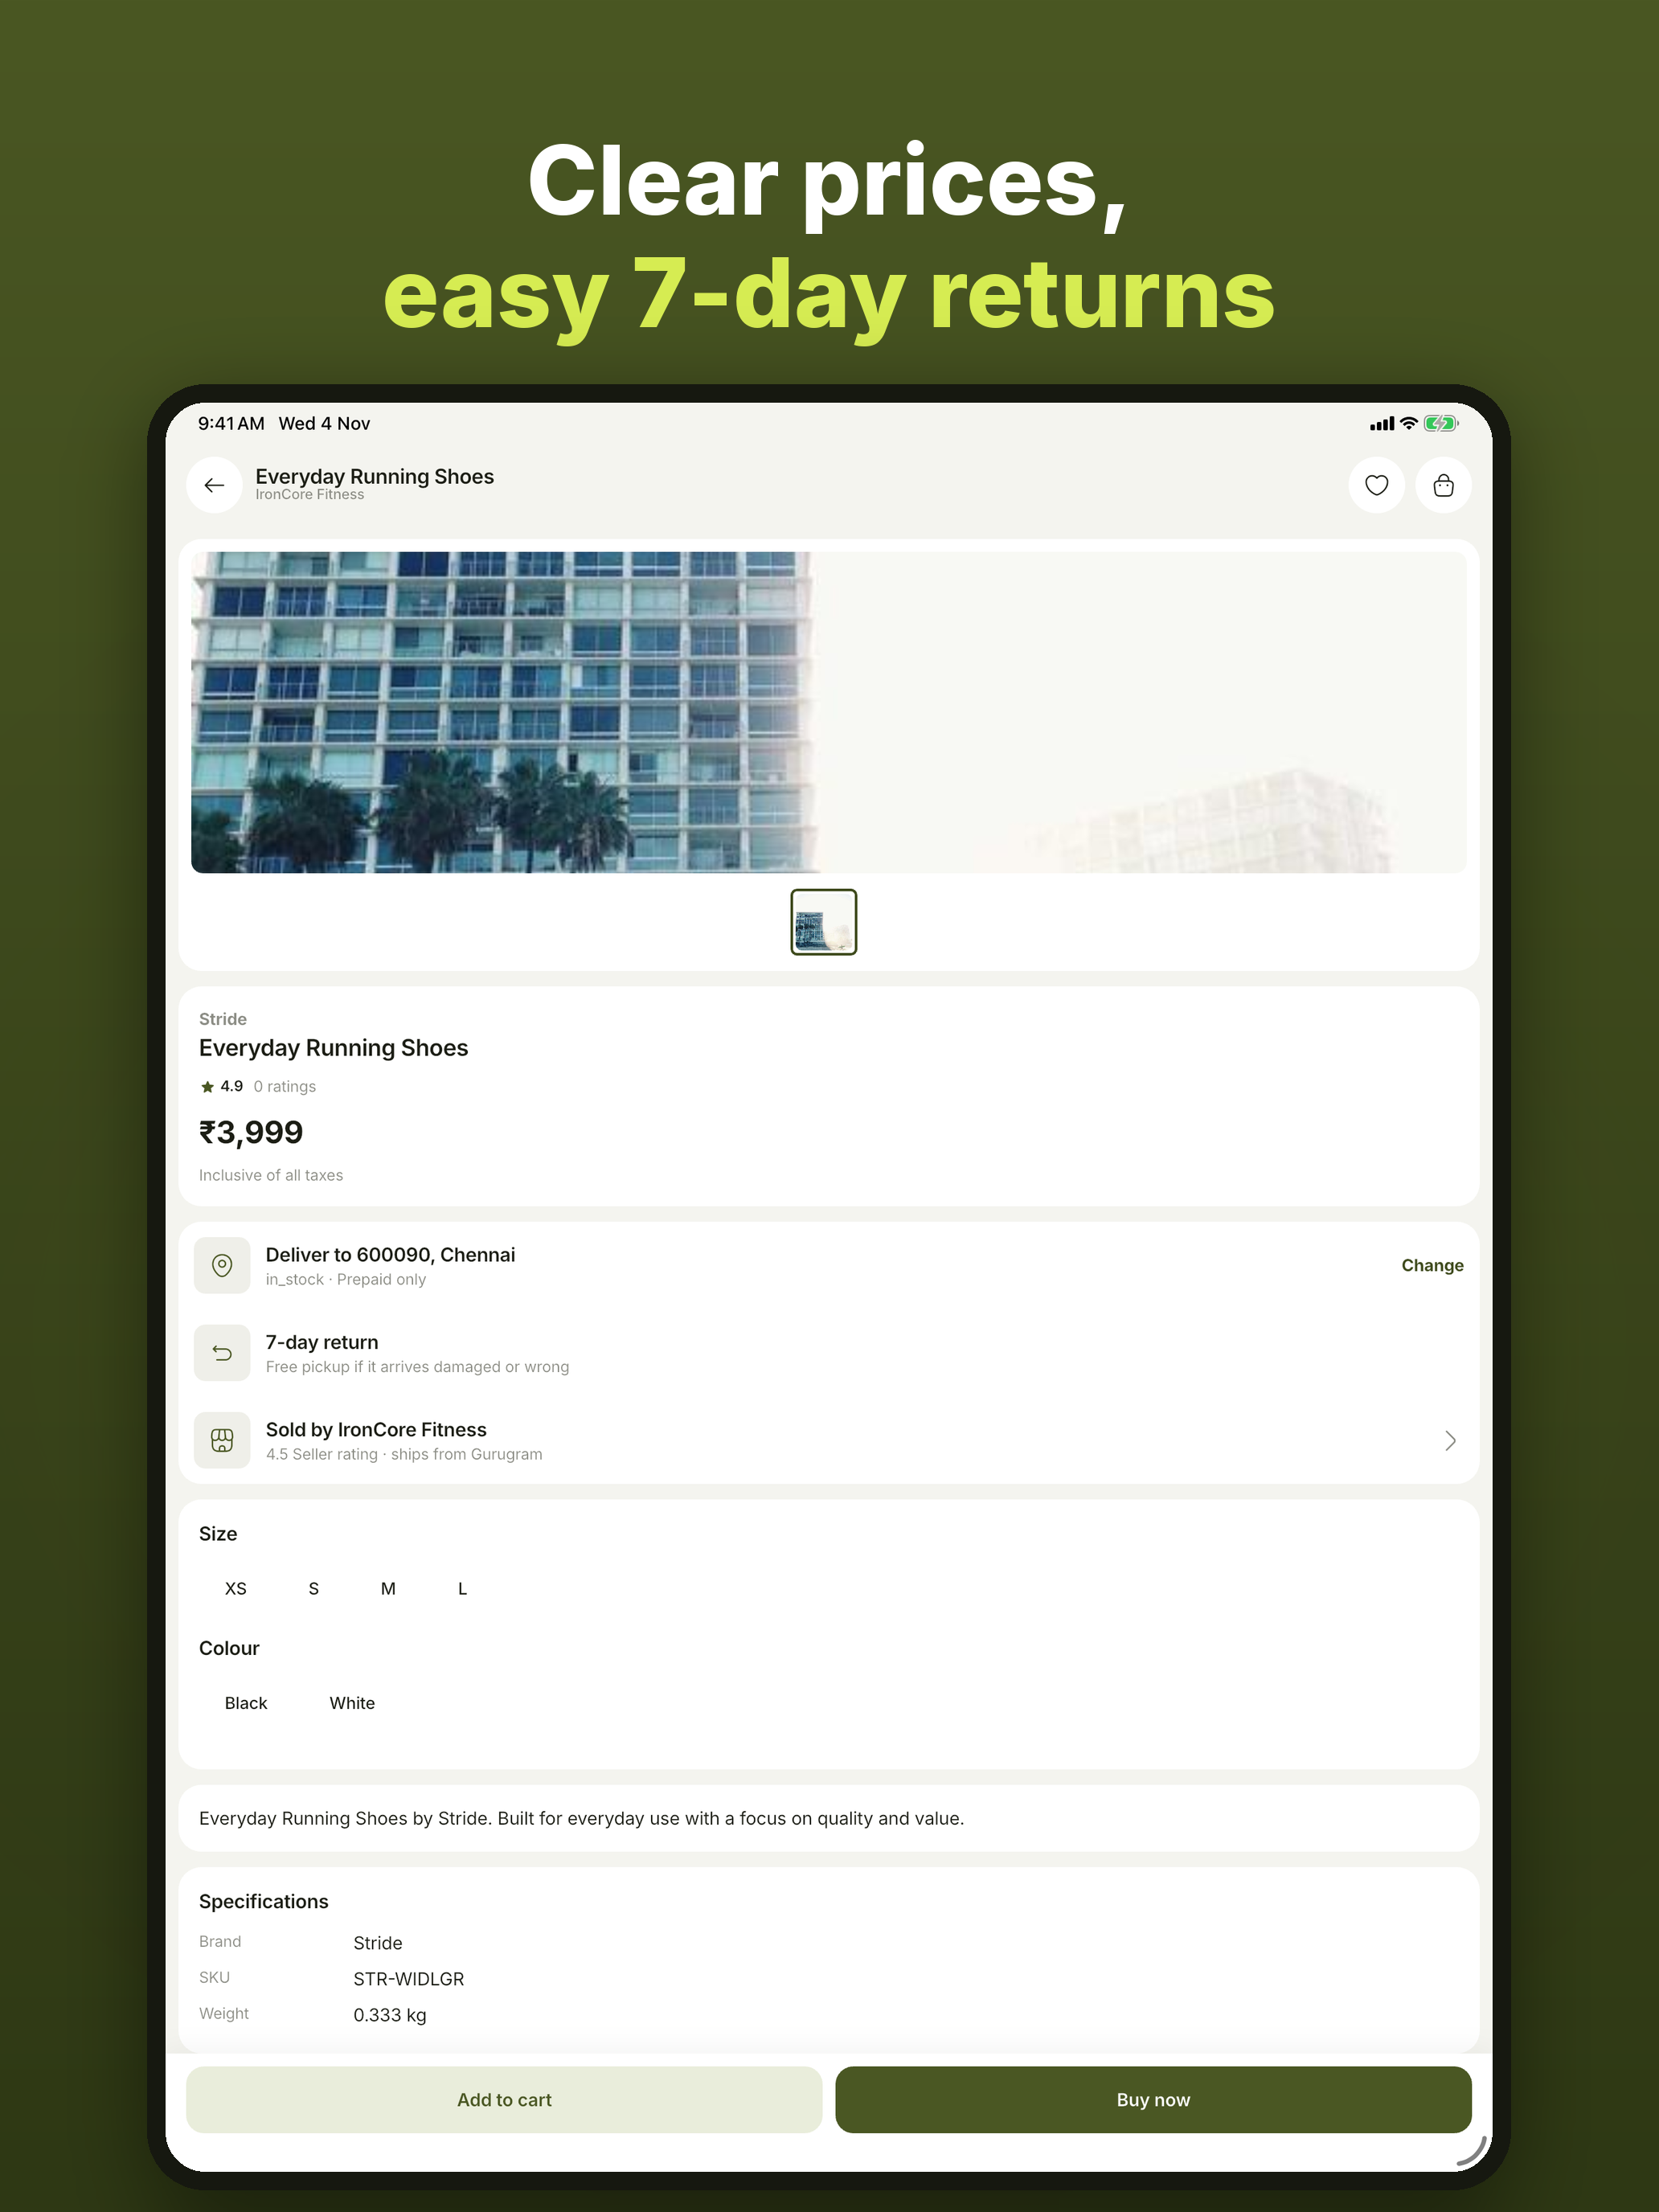 Clear prices,
easy 7-day returns
9:41 AM Wed 4 Nov
Everyday Running Shoes
IronCore Fitness
Stride
Everyday Running Shoes
4.9 0 ratings
₹3,999
Inclusive of all taxes
Deliver to 600090, Chennai
in_stock · Prepaid only
Change
7-day return
Free pickup if it arrives damaged or wrong
Sold by IronCore Fitness
4.5 Seller rating · ships from Gurugram
Size
XS S M L
Colour
Black White
Everyday Running Shoes by Stride. Built for everyday use with a focus on quality and value.
Specifications
Brand Stride
SKU STR-WIDLGR
Weight 0.333 kg
Add to cart Buy now